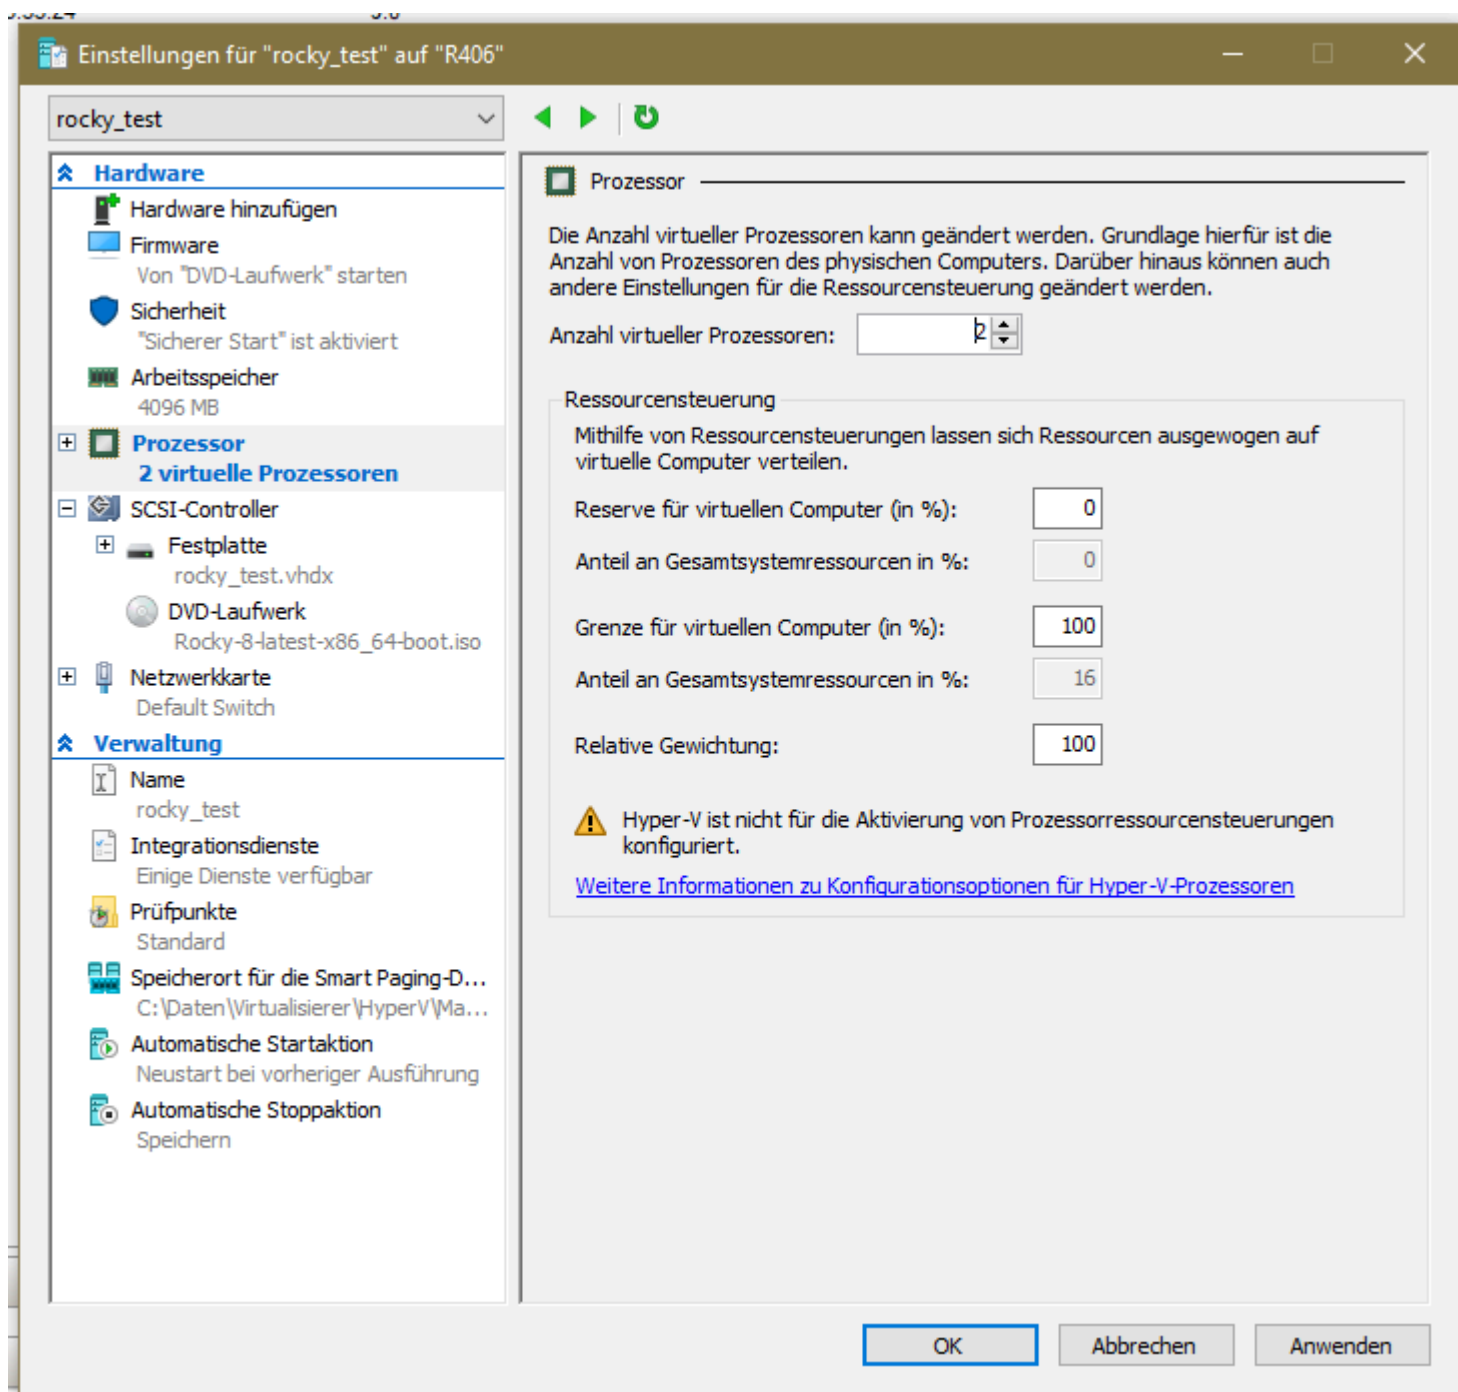 Einstellungen für "rocky_test" auf "R406"
rocky_test
Hardware
Hardware hinzufügen
Firmware
Von "DVD-Laufwerk" starten
Sicherheit
"Sicherer Start" ist aktiviert
Arbeitsspeicher
4096 MB
Prozessor
2 virtuelle Prozessoren
SCSI-Controller
Festplatte
rocky_test.vhdx
DVD-Laufwerk
Rocky-8-latest-x86_64-boot.iso
Netzwerkkarte
Default Switch
Verwaltung
Name
rocky_test
Integrationsdienste
Einige Dienste verfügbar
Prüfpunkte
Standard
Speicherort für die Smart Paging-D...
C:\Daten\Virtualisierer\HyperV\Ma...
Automatische Startaktion
Neustart bei vorheriger Ausführung
Automatische Stoppaktion
Speichern
Prozessor
Die Anzahl virtueller Prozessoren kann geändert werden. Grundlage hierfür ist die
Anzahl von Prozessoren des physischen Computers. Darüber hinaus können auch
andere Einstellungen für die Ressourcensteuerung geändert werden.
Anzahl virtueller Prozessoren: 2
Ressourcensteuerung
Mithilfe von Ressourcensteuerungen lassen sich Ressourcen ausgewogen auf
virtuelle Computer verteilen.
Reserve für virtuellen Computer (in %): 0
Anteil an Gesamtsystemressourcen in %: 0
Grenze für virtuellen Computer (in %): 100
Anteil an Gesamtsystemressourcen in %: 16
Relative Gewichtung: 100
Hyper-V ist nicht für die Aktivierung von Prozessorressourcensteuerungen
konfiguriert.
Weitere Informationen zu Konfigurationsoptionen für Hyper-V-Prozessoren
OK Abbrechen Anwenden